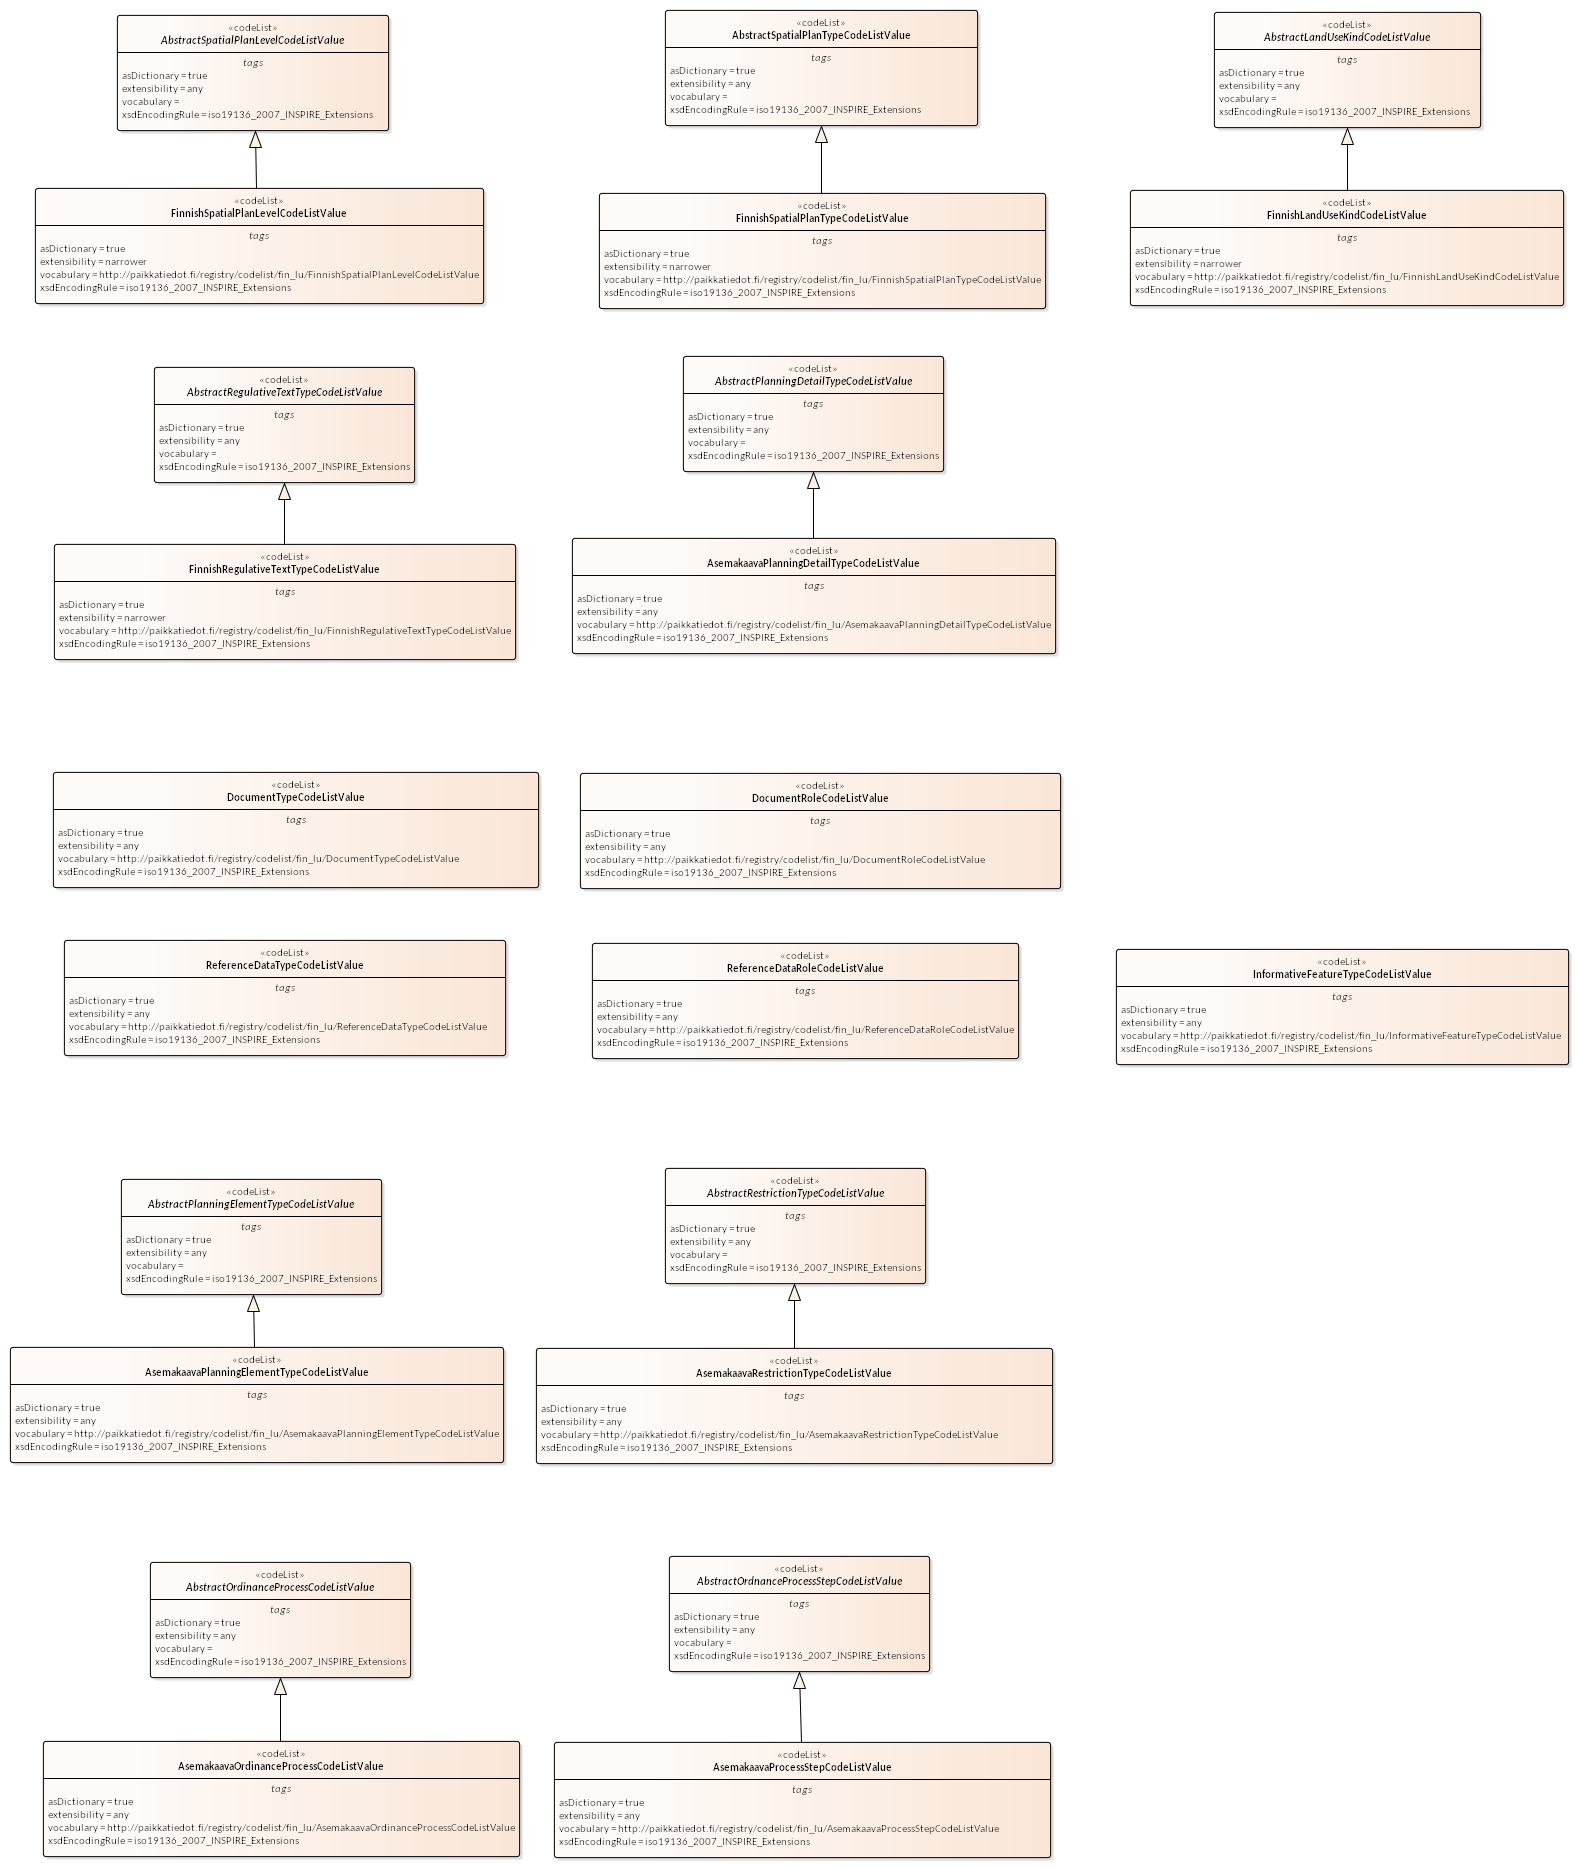 «codeList»
AbstractSpatialPlanLevelCodeListValue
tags
asDictionary = true
extensibility = any
vocabulary =
xsdEncodingRule = iso19136_2007_INSPIRE_Extensions
«codeList»
AbstractSpatialPlanTypeCodeListValue
tags
asDictionary = true
extensibility = any
vocabulary =
xsdEncodingRule = iso19136_2007_INSPIRE_Extensions
«codeList»
AbstractLandUseKindCodeListValue
tags
asDictionary = true
extensibility = any
vocabulary =
xsdEncodingRule = iso19136_2007_INSPIRE_Extensions
«codeList»
FinnishSpatialPlanLevelCodeListValue
tags
asDictionary = true
extensibility = narrower
vocabulary = http://paikkatiedot.fi/registry/codelist/fin_lu/FinnishSpatialPlanLevelCodeListValue
xsdEncodingRule = iso19136_2007_INSPIRE_Extensions
«codeList»
FinnishSpatialPlanTypeCodeListValue
tags
asDictionary = true
extensibility = narrower
vocabulary = http://paikkatiedot.fi/registry/codelist/fin_lu/FinnishSpatialPlanTypeCodeListValue
xsdEncodingRule = iso19136_2007_INSPIRE_Extensions
«codeList»
FinnishLandUseKindCodeListValue
tags
asDictionary = true
extensibility = narrower
vocabulary = http://paikkatiedot.fi/registry/codelist/fin_lu/FinnishLandUseKindCodeListValue
xsdEncodingRule = iso19136_2007_INSPIRE_Extensions
«codeList»
AbstractRegulativeTextTypeCodeListValue
tags
asDictionary = true
extensibility = any
vocabulary =
xsdEncodingRule = iso19136_2007_INSPIRE_Extensions
«codeList»
AbstractPlanningDetailTypeCodeListValue
tags
asDictionary = true
extensibility = any
vocabulary =
xsdEncodingRule = iso19136_2007_INSPIRE_Extensions
«codeList»
FinnishRegulativeTextTypeCodeListValue
tags
asDictionary = true
extensibility = narrower
vocabulary = http://paikkatiedot.fi/registry/codelist/fin_lu/FinnishRegulativeTextTypeCodeListValue
xsdEncodingRule = iso19136_2007_INSPIRE_Extensions
«codeList»
AsemakaavaPlanningDetailTypeCodeListValue
tags
asDictionary = true
extensibility = any
vocabulary = http://paikkatiedot.fi/registry/codelist/fin_lu/AsemakaavaPlanningDetailTypeCodeListValue
xsdEncodingRule = iso19136_2007_INSPIRE_Extensions
«codeList»
DocumentTypeCodeListValue
tags
asDictionary = true
extensibility = any
vocabulary = http://paikkatiedot.fi/registry/codelist/fin_lu/DocumentTypeCodeListValue
xsdEncodingRule = iso19136_2007_INSPIRE_Extensions
«codeList»
DocumentRoleCodeListValue
tags
asDictionary = true
extensibility = any
vocabulary = http://paikkatiedot.fi/registry/codelist/fin_lu/DocumentRoleCodeListValue
xsdEncodingRule = iso19136_2007_INSPIRE_Extensions
«codeList»
ReferenceDataTypeCodeListValue
tags
asDictionary = true
extensibility = any
vocabulary = http://paikkatiedot.fi/registry/codelist/fin_lu/ReferenceDataTypeCodeListValue
xsdEncodingRule = iso19136_2007_INSPIRE_Extensions
«codeList»
ReferenceDataRoleCodeListValue
tags
asDictionary = true
extensibility = any
vocabulary = http://paikkatiedot.fi/registry/codelist/fin_lu/ReferenceDataRoleCodeListValue
xsdEncodingRule = iso19136_2007_INSPIRE_Extensions
«codeList»
InformativeFeatureTypeCodeListValue
tags
asDictionary = true
extensibility = any
vocabulary = http://paikkatiedot.fi/registry/codelist/fin_lu/InformativeFeatureTypeCodeListValue
xsdEncodingRule = iso19136_2007_INSPIRE_Extensions
«codeList»
AbstractPlanningElementTypeCodeListValue
tags
asDictionary = true
extensibility = any
vocabulary =
xsdEncodingRule = iso19136_2007_INSPIRE_Extensions
«codeList»
AbstractRestrictionTypeCodeListValue
tags
asDictionary = true
extensibility = any
vocabulary =
xsdEncodingRule = iso19136_2007_INSPIRE_Extensions
«codeList»
AsemakaavaPlanningElementTypeCodeListValue
tags
asDictionary = true
extensibility = any
vocabulary = http://paikkatiedot.fi/registry/codelist/fin_lu/AsemakaavaPlanningElementTypeCodeListValue
xsdEncodingRule = iso19136_2007_INSPIRE_Extensions
«codeList»
AsemakaavaRestrictionTypeCodeListValue
tags
asDictionary = true
extensibility = any
vocabulary = http://paikkatiedot.fi/registry/codelist/fin_lu/AsemakaavaRestrictionTypeCodeListValue
xsdEncodingRule = iso19136_2007_INSPIRE_Extensions
«codeList»
AbstractOrdinanceProcessCodeListValue
tags
asDictionary = true
extensibility = any
vocabulary =
xsdEncodingRule = iso19136_2007_INSPIRE_Extensions
«codeList»
AbstractOrdnanceProcessStepCodeListValue
tags
asDictionary = true
extensibility = any
vocabulary =
xsdEncodingRule = iso19136_2007_INSPIRE_Extensions
«codeList»
AsemakaavaOrdinanceProcessCodeListValue
tags
asDictionary = true
extensibility = any
vocabulary = http://paikkatiedot.fi/registry/codelist/fin_lu/AsemakaavaOrdinanceProcessCodeListValue
xsdEncodingRule = iso19136_2007_INSPIRE_Extensions
«codeList»
AsemakaavaProcessStepCodeListValue
tags
asDictionary = true
extensibility = any
vocabulary = http://paikkatiedot.fi/registry/codelist/fin_lu/AsemakaavaProcessStepCodeListValue
xsdEncodingRule = iso19136_2007_INSPIRE_Extensions